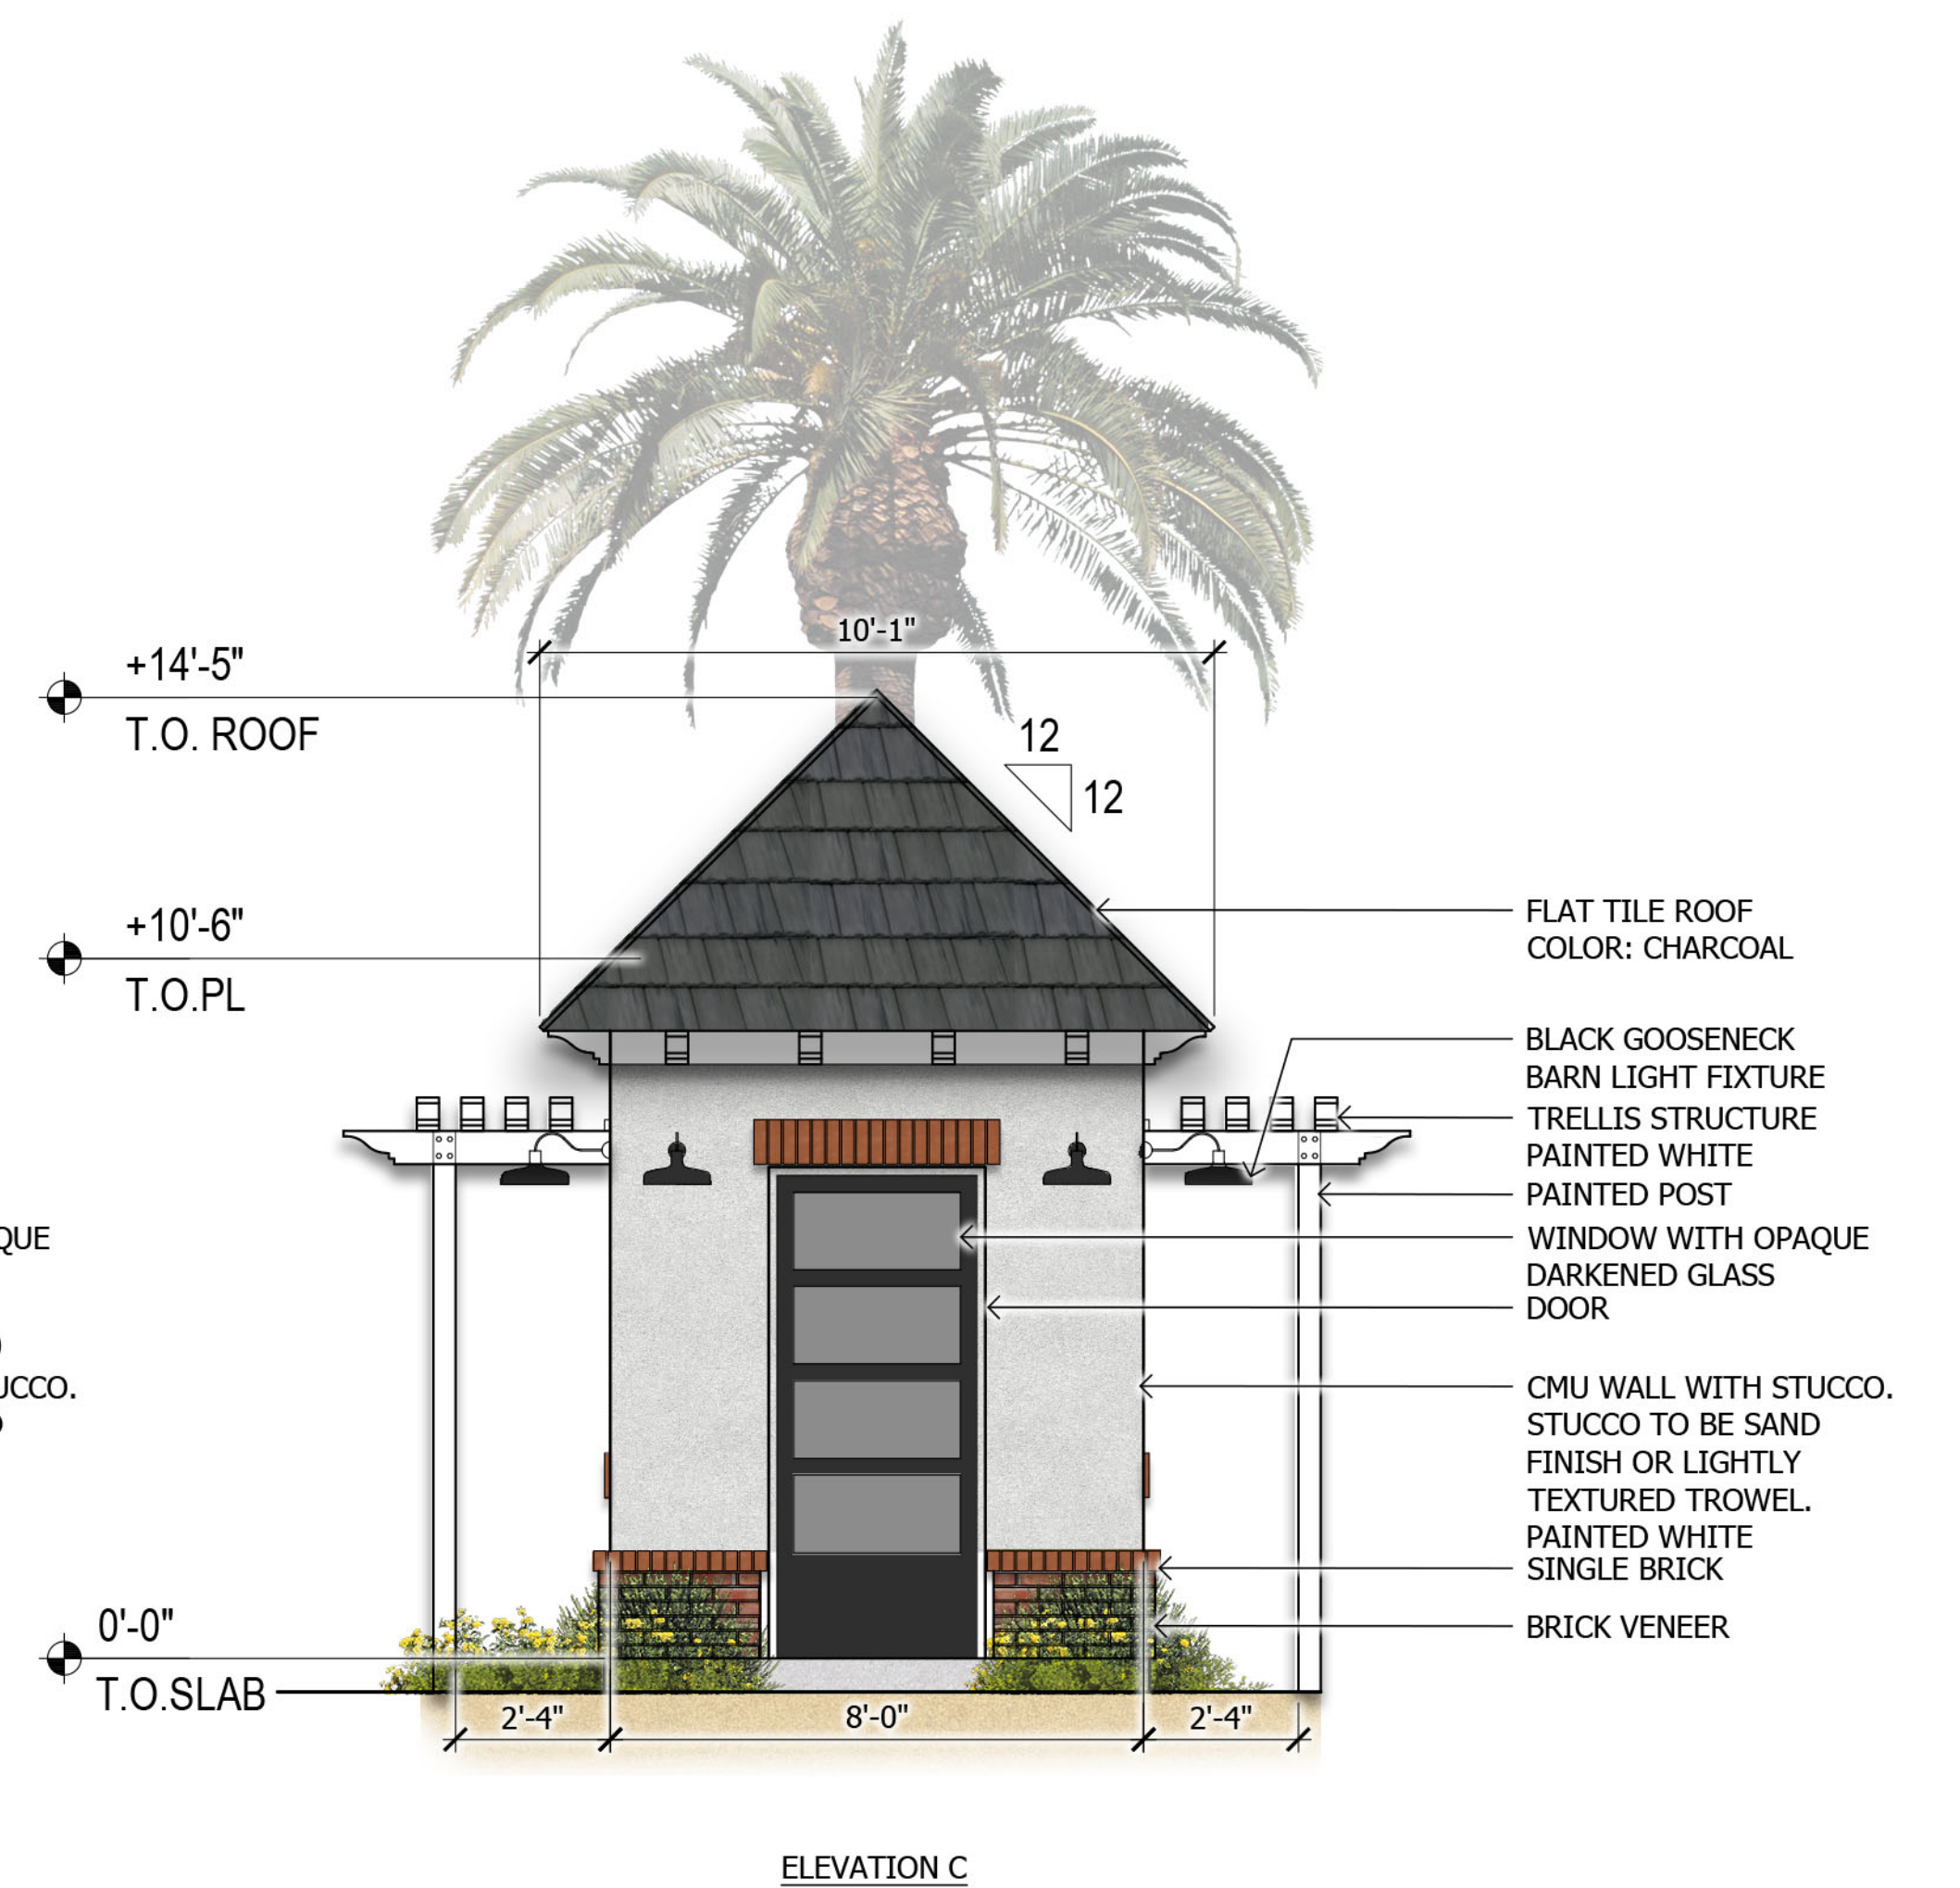 10'-1"
+14'-5"
T.O. ROOF
12
12
+10'-6"
T.O.PL
FLAT TILE ROOF
COLOR: CHARCOAL
BLACK GOOSENECK
BARN LIGHT FIXTURE
TRELLIS STRUCTURE
PAINTED WHITE
PAINTED POST
WINDOW WITH OPAQUE
DARKENED GLASS
DOOR
CMU WALL WITH STUCCO.
STUCCO TO BE SAND
FINISH OR LIGHTLY
TEXTURED TROWEL.
PAINTED WHITE
SINGLE BRICK
BRICK VENEER
0'-0"
T.O.SLAB
2'-4"
8'-0"
2'-4"
ELEVATION C